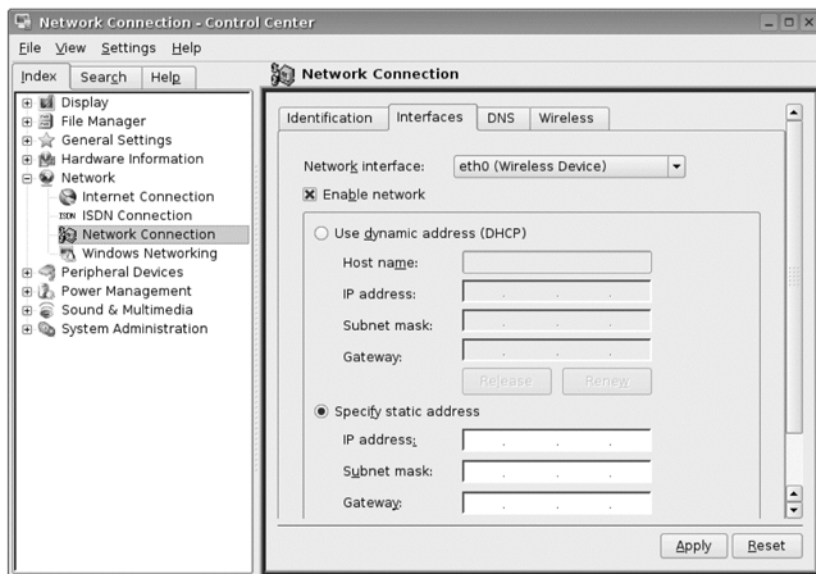 Network Connection - Control Center
File View Settings Help
Index Search Help
Display
File Manager
General Settings
Hardware Information
Network
Internet Connection
ISDN ISDN Connection
Network Connection
Windows Networking
Peripheral Devices
Power Management
Sound & Multimedia
System Administration
Network Connection
Identification Interfaces DNS Wireless
Network interface: eth0 (Wireless Device)
Enable network
Use dynamic address (DHCP)
Host name:
IP address: . . .
Subnet mask: . . .
Gateway: . . .
Release Renew
Specify static address
IP address: . . .
Subnet mask: . . .
Gateway: . . .
Apply Reset